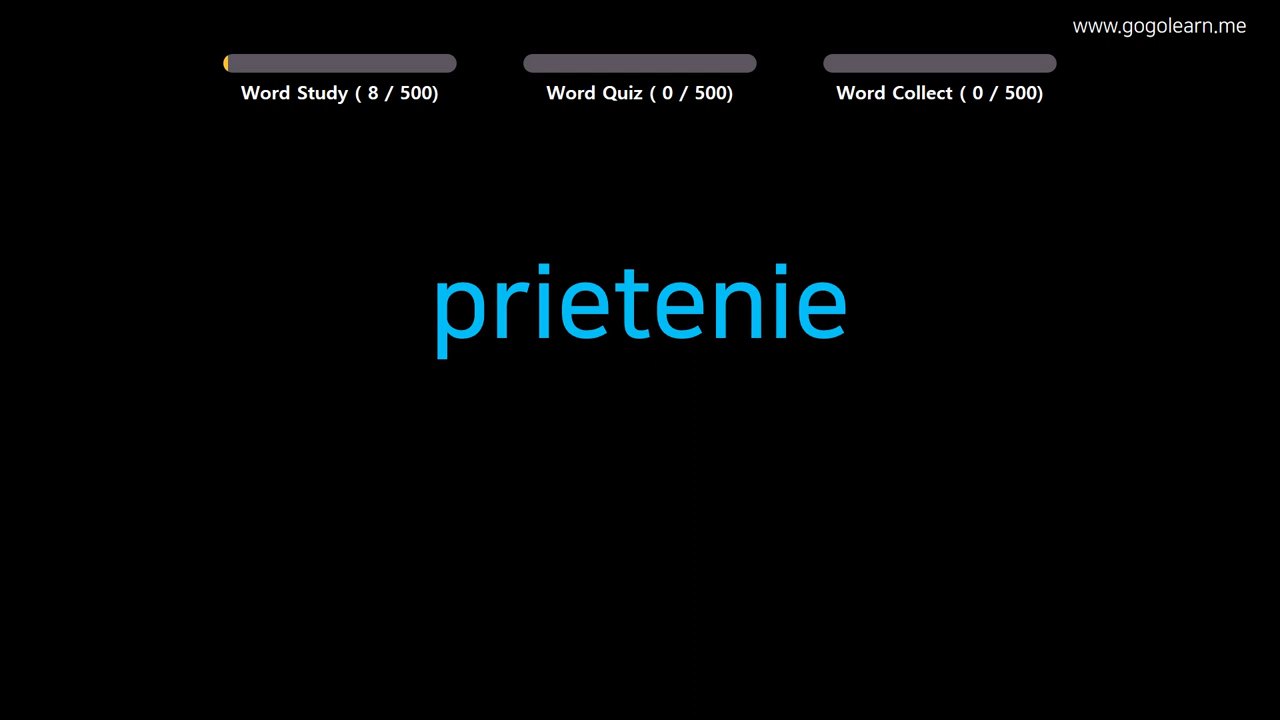 www.gogolearn.me
Word Study ( 8 / 500)
Word Quiz ( 0 / 500)
Word Collect ( 0 / 500)
prietenie